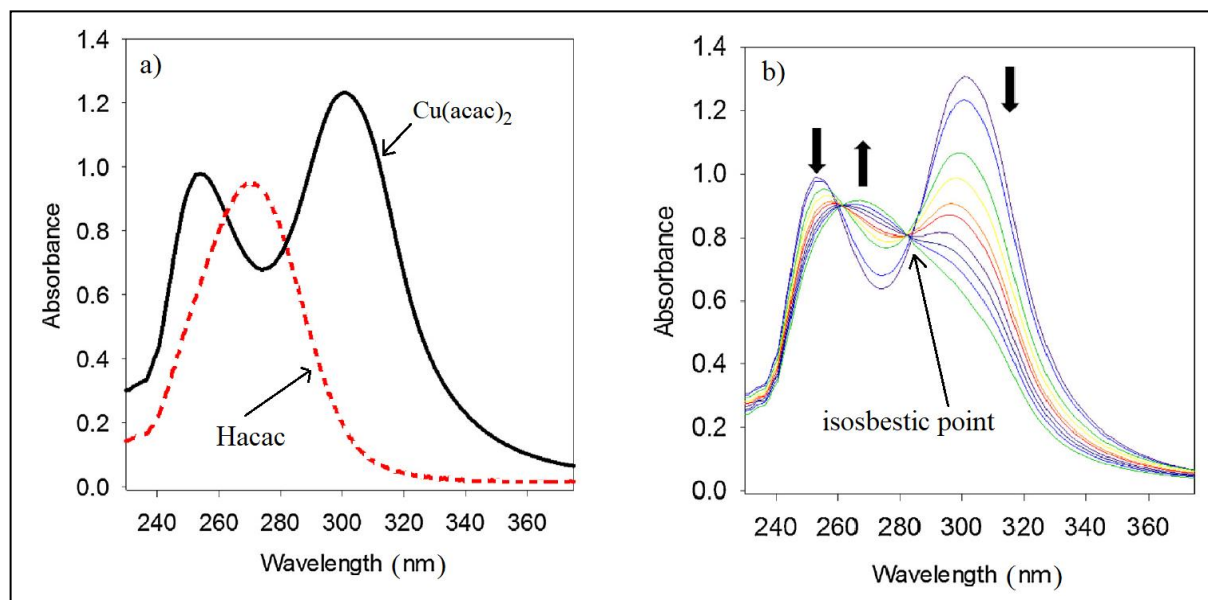 a)
1.4
1.2
1.0
0.8
0.6
0.4
0.2
0.0
Absorbance
Cu(acac)2
Hacac
240 260 280 300 320 340 360
Wavelength (nm)
b)
1.4
1.2
1.0
0.8
0.6
0.4
0.2
0.0
Absorbance
isosbestic point
240 260 280 300 320 340 360
Wavelength (nm)